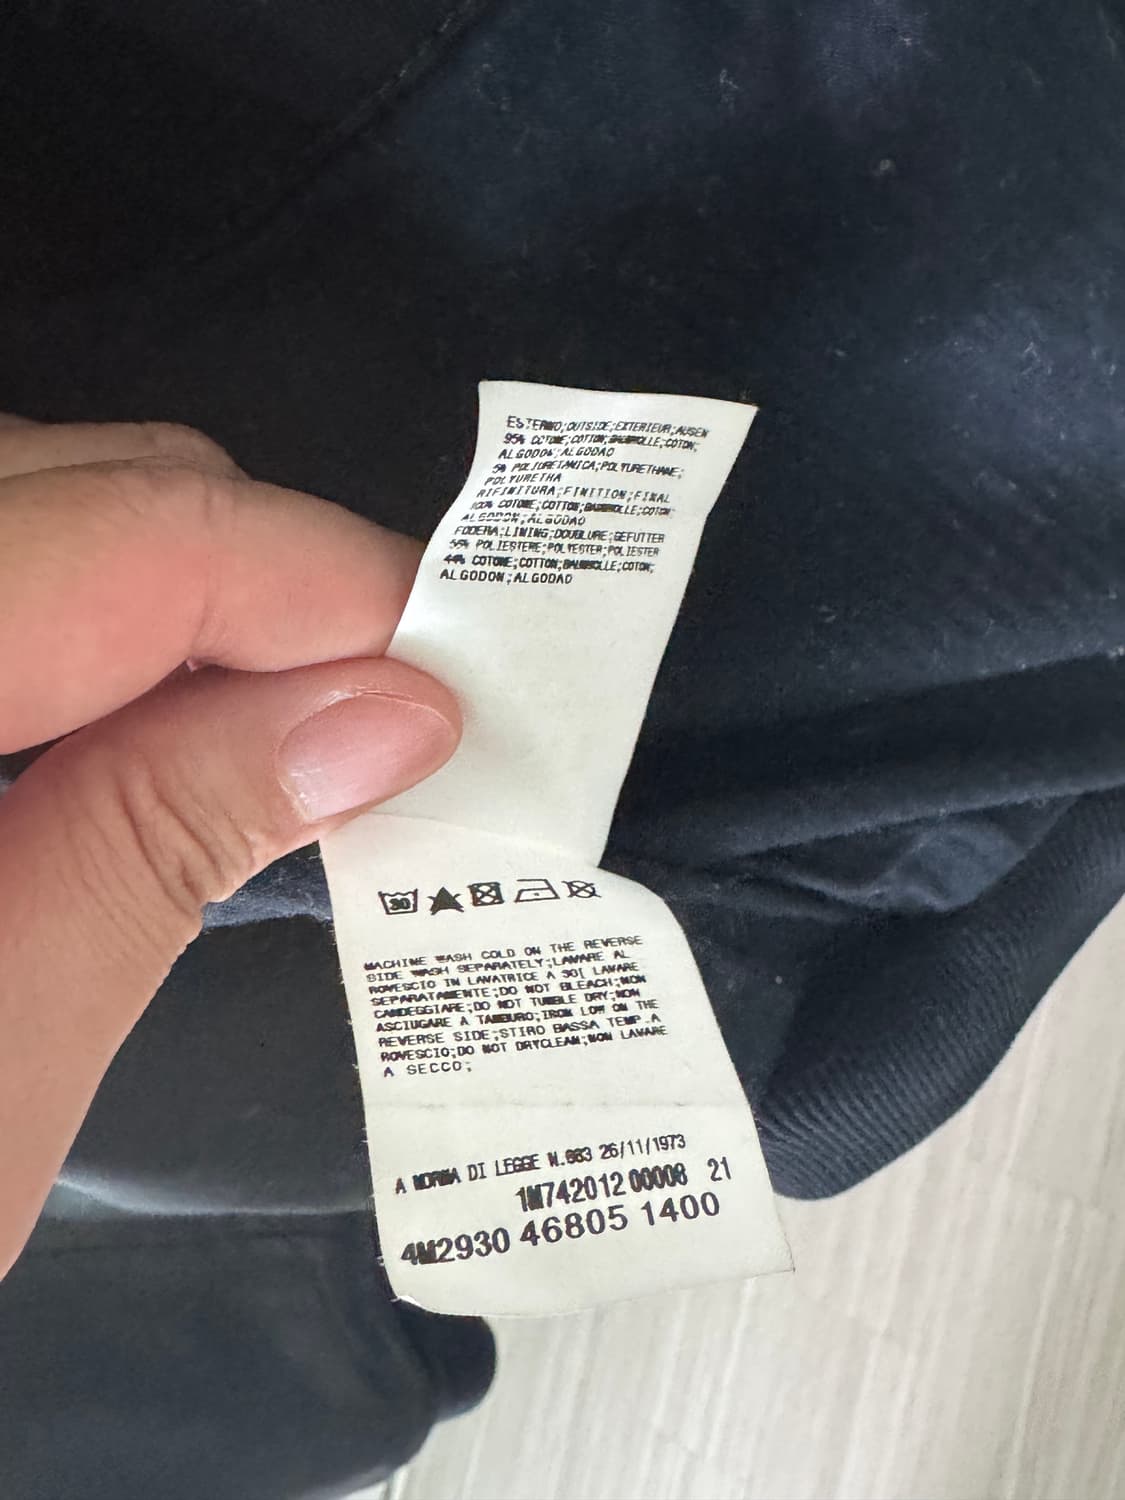 ESTERNO;OUTSIDE;EXTERIEUR;AUSEN
95% COTONE;COTTON;BAUMWOLLE;COTON;
ALGODON;ALGODAO
5% POLIURETANICA;POLYURETHANE;
POLYURETHA
RIFINITURA;FINITION;FINAL
100% COTONE;COTTON;BAUMWOLLE;COTON;
ALGODON;ALGODAO
FODERA;LINING;DOUBLURE;GEFUTTER
56% POLIESTERE;POLYESTER;POLIESTER
44% COTONE;COTTON;BAUMWOLLE;COTON;
ALGODON;ALGODAO
30
MACHINE WASH COLD ON THE REVERSE
SIDE WASH SEPARATELY;LAVARE AL
ROVESCIO IN LAVATRICE A 30[ LAVARE
SEPARATAMENTE;DO NOT BLEACH;NON
CANDEGGIARE;DO NOT TUMBLE DRY;NON
ASCIUGARE A TAMBURO;IRON LOW ON THE
REVERSE SIDE;STIRO BASSA TEMP.A
ROVESCIO;DO NOT DRYCLEAN;NON LAVARE
A SECCO;
A NORMA DI LEGGE N.883 26/11/1973
1M742012 00008 21
4M2930 46805 1400